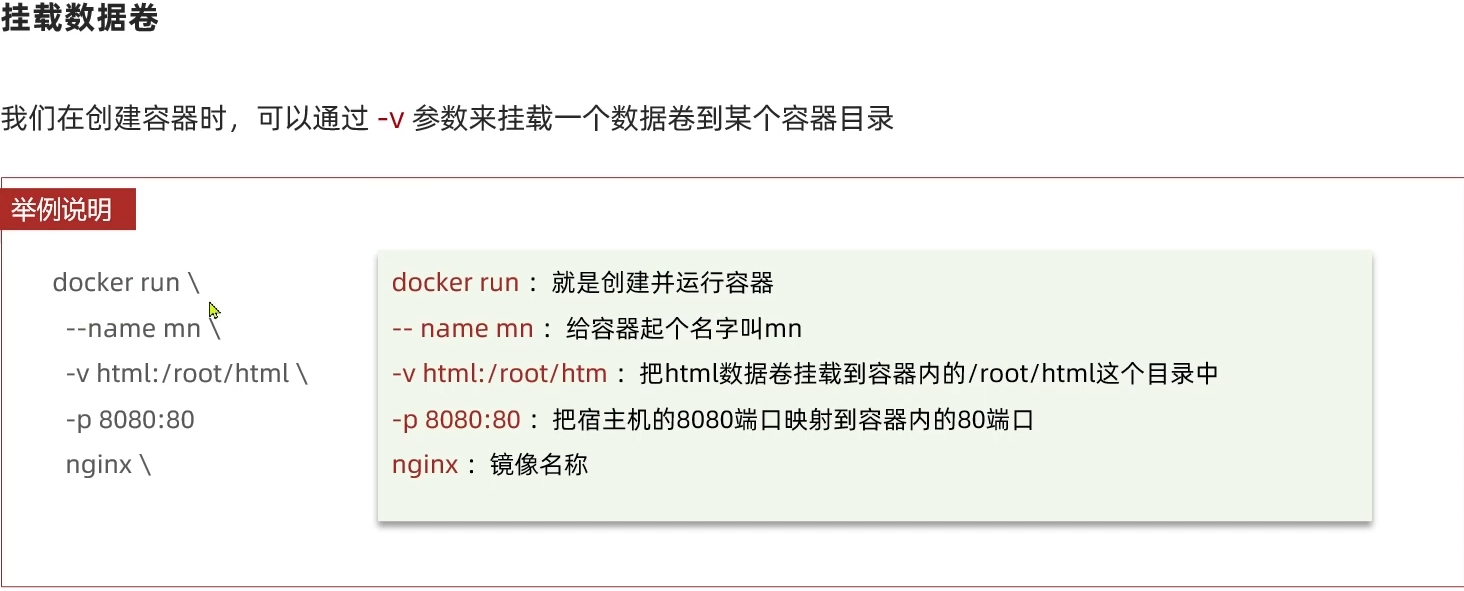 挂载数据卷
我们在创建容器时，可以通过 -v 参数来挂载一个数据卷到某个容器目录
举例说明
docker run \
--name mn \
-v html:/root/html \
-p 8080:80
nginx \
docker run ：就是创建并运行容器
-- name mn ：给容器起个名字叫mn
-v html:/root/htm ：把html数据卷挂载到容器内的/root/html这个目录中
-p 8080:80 ：把宿主机的8080端口映射到容器内的80端口
nginx ：镜像名称